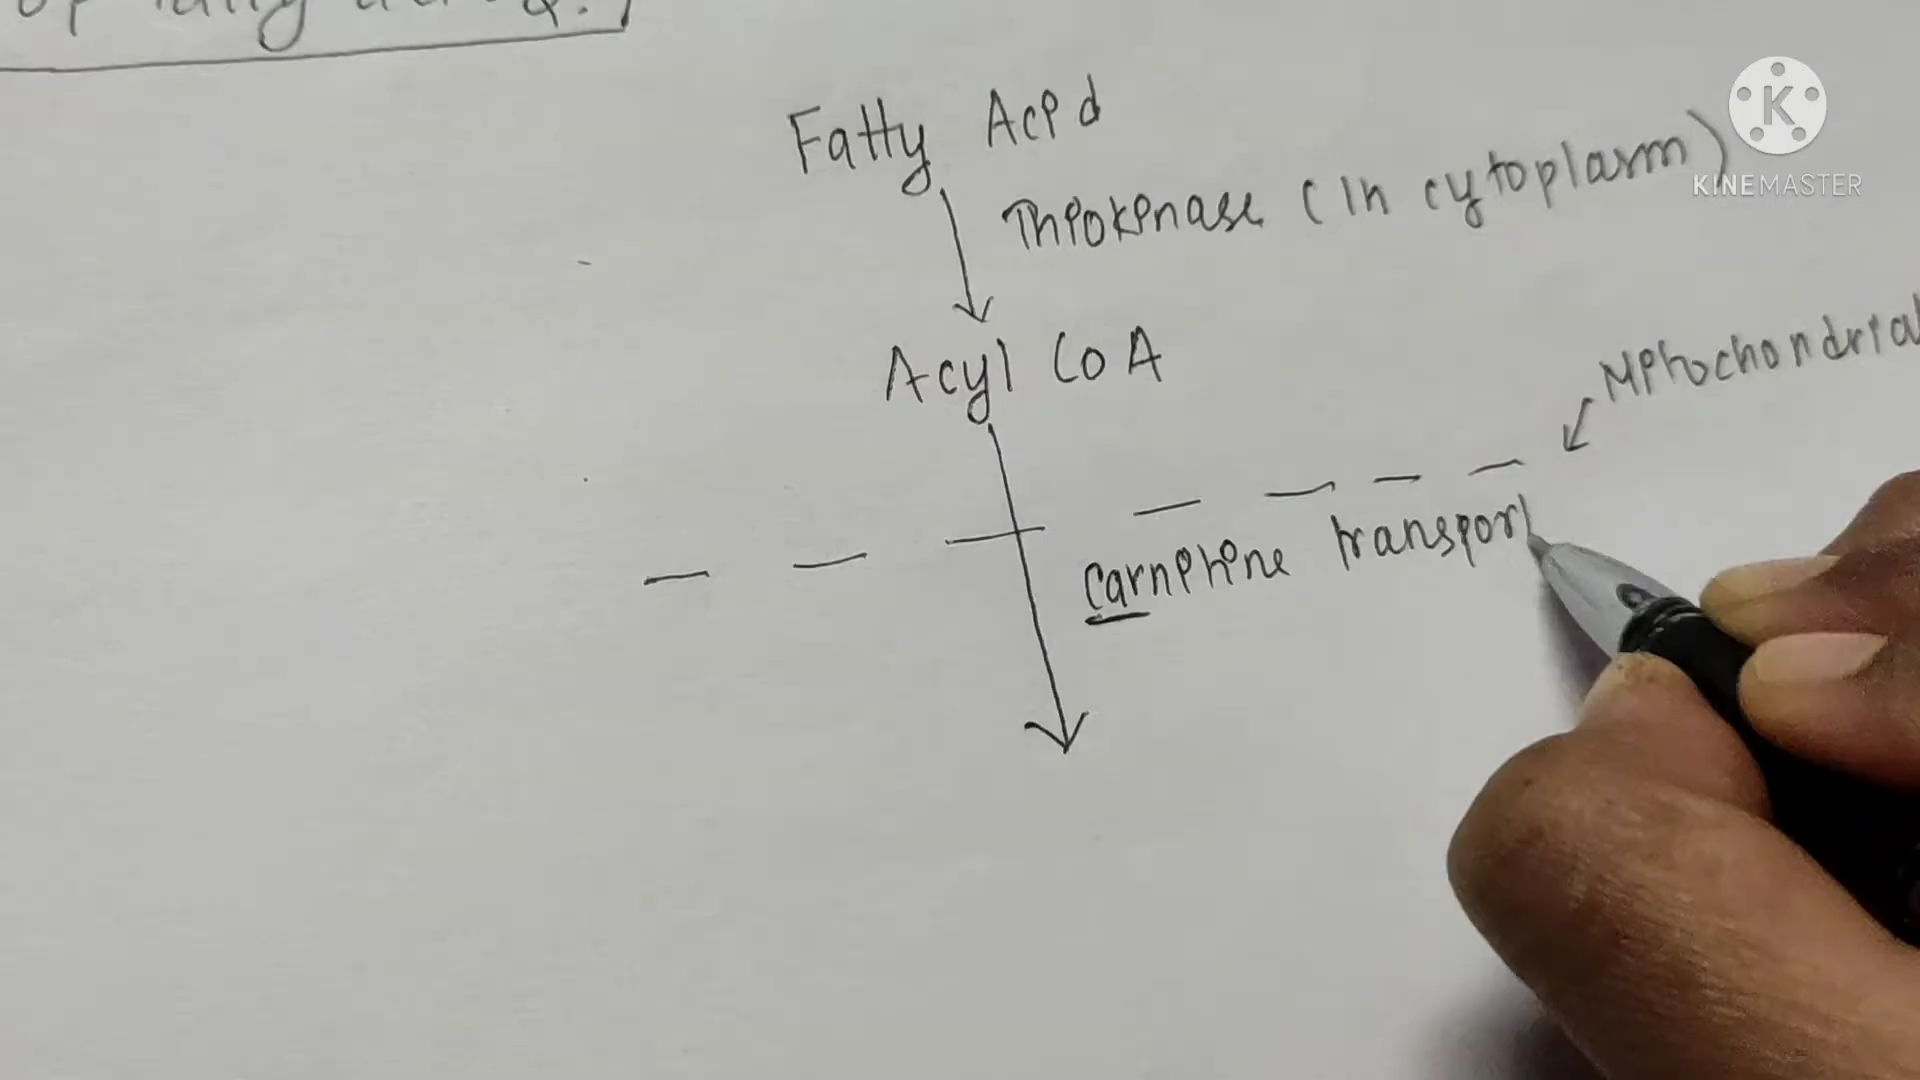 Fatty Acid
Thiokinase (in cytoplasm)
Acyl CoA
Mitochondrial
carnitine transport
KINEMASTER